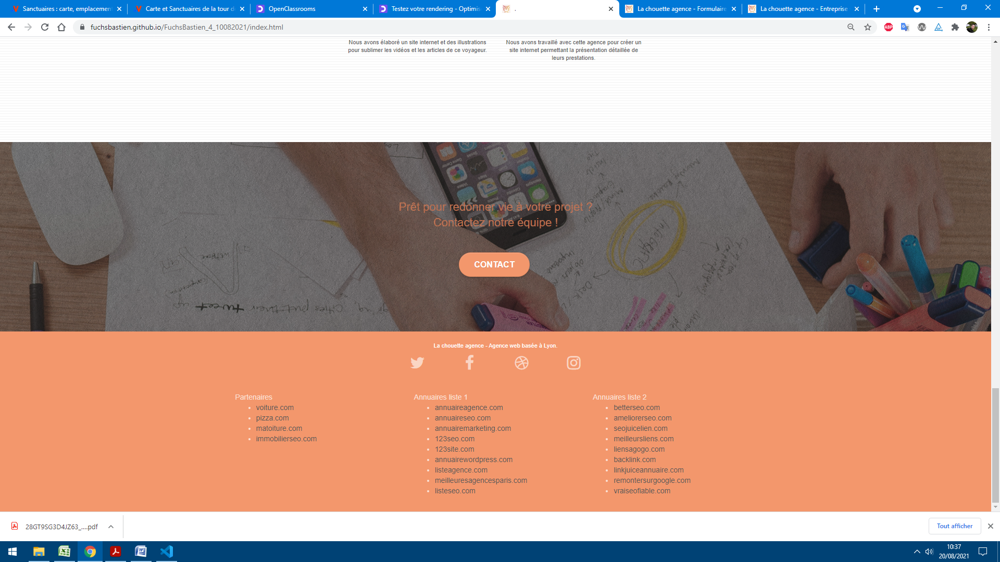 Sanctuaires : carte, emplacement
Carte et Sanctuaires de la tour d
OpenClassrooms
Testez votre rendering - Optimis
.
La chouette agence - Formulaire
La chouette agence - Entreprise
fuchsbastien.github.io/FuchsBastien_4_10082021/index.html
ABP
Nous avons élaboré un site internet et des illustrations
pour sublimer les vidéos et les articles de ce voyageur.
Nous avons travaillé avec cette agence pour créer un
site internet permettant la présentation détaillée de
leurs prestations.
Prêt pour redonner vie à votre projet ?
Contactez notre équipe !
CONTACT
La chouette agence - Agence web basée à Lyon.
Partenaires
voiture.com
pizza.com
matoiture.com
immobilierseo.com
Annuaires liste 1
annuaireagence.com
annuaireseo.com
annuairemarketing.com
123seo.com
123site.com
annuairewordpress.com
listeagence.com
meilleuresagencesparis.com
listeseo.com
Annuaires liste 2
betterseo.com
ameliorerseo.com
seojuicelien.com
meilleursliens.com
liensagogo.com
backlink.com
linkjuiceannuaire.com
remontersurgoogle.com
vraiseofiable.com
28GT9SG3D4JZ63_....pdf
Tout afficher
10:37
20/08/2021